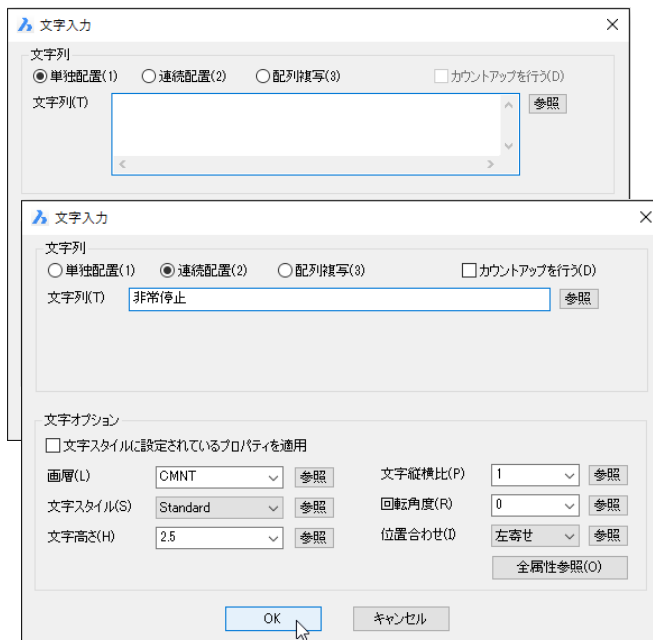 文字入力
文字列
単独配置(1) 連続配置(2) 配列複写(3) カウントアップを行う(D)
文字列(T) 参照
文字入力
文字列
単独配置(1) 連続配置(2) 配列複写(3) カウントアップを行う(D)
文字列(T) 非常停止 参照
文字オプション
文字スタイルに設定されているプロパティを適用
画層(L) CMNT 参照 文字縦横比(P) 1 参照
文字スタイル(S) Standard 参照 回転角度(R) 0 参照
文字高さ(H) 2.5 参照 位置合わせ(I) 左寄せ 参照
全属性参照(O)
OK キャンセル